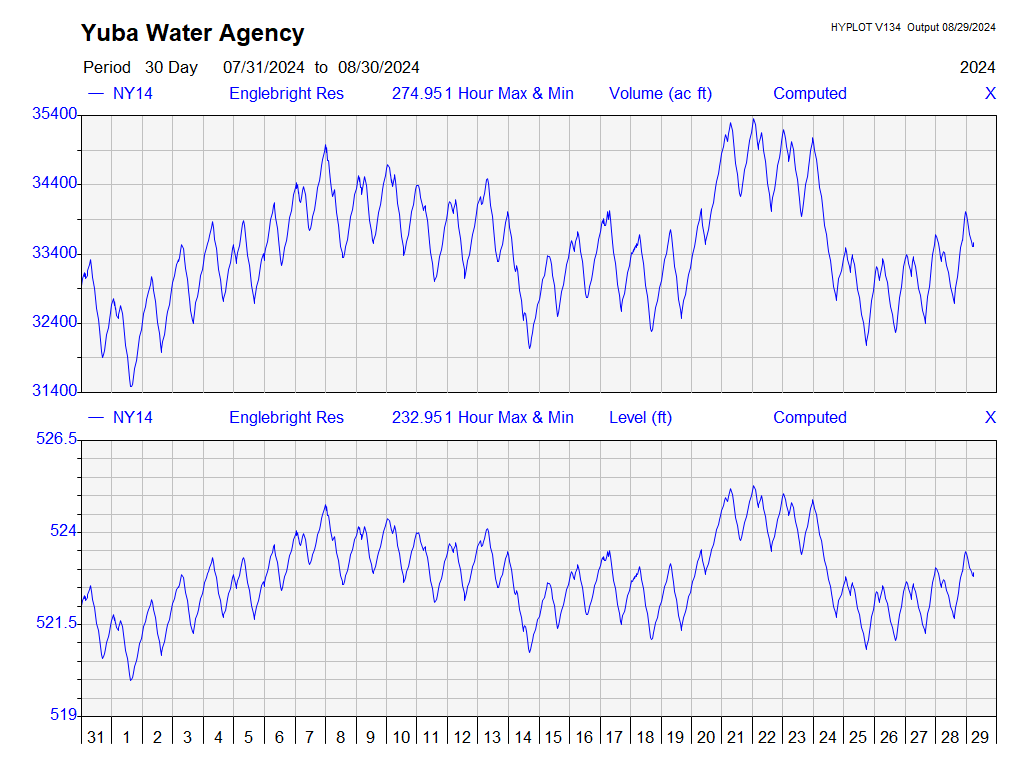 Yuba Water Agency
HYPLOT V134 Output 08/29/2024
Period 30 Day 07/31/2024 to 08/30/2024 2024
NY14 Englebright Res 274.951 Hour Max & Min Volume (ac ft) Computed X
35400
34400
33400
32400
31400
NY14 Englebright Res 232.951 Hour Max & Min Level (ft) Computed X
526.5
524
521.5
519
31 1 2 3 4 5 6 7 8 9 10 11 12 13 14 15 16 17 18 19 20 21 22 23 24 25 26 27 28 29